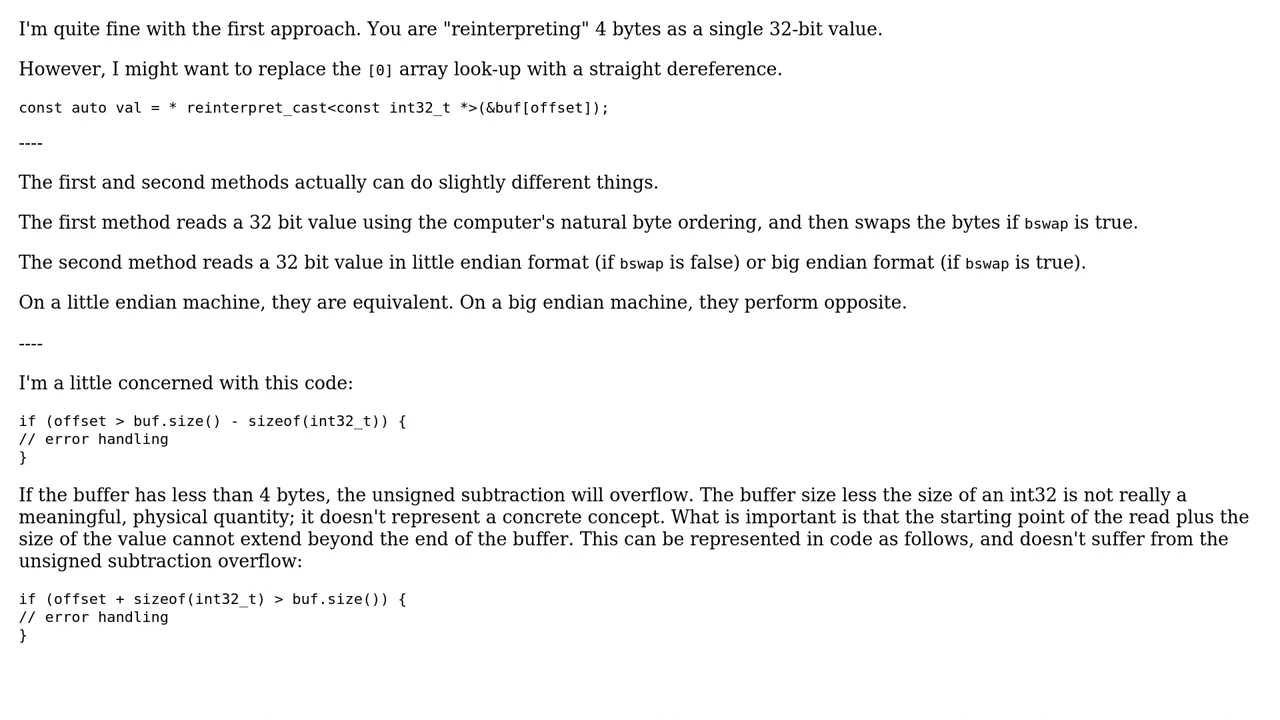 I'm quite fine with the first approach. You are "reinterpreting" 4 bytes as a single 32-bit value.
However, I might want to replace the [0] array look-up with a straight dereference.
const auto val = * reinterpret_cast<const int32_t *>(&buf[offset]);
----
The first and second methods actually can do slightly different things.
The first method reads a 32 bit value using the computer's natural byte ordering, and then swaps the bytes if bswap is true.
The second method reads a 32 bit value in little endian format (if bswap is false) or big endian format (if bswap is true).
On a little endian machine, they are equivalent. On a big endian machine, they perform opposite.
----
I'm a little concerned with this code:
if (offset > buf.size() - sizeof(int32_t)) {
// error handling
}
If the buffer has less than 4 bytes, the unsigned subtraction will overflow. The buffer size less the size of an int32 is not really a
meaningful, physical quantity; it doesn't represent a concrete concept. What is important is that the starting point of the read plus the
size of the value cannot extend beyond the end of the buffer. This can be represented in code as follows, and doesn't suffer from the
unsigned subtraction overflow:
if (offset + sizeof(int32_t) > buf.size()) {
// error handling
}